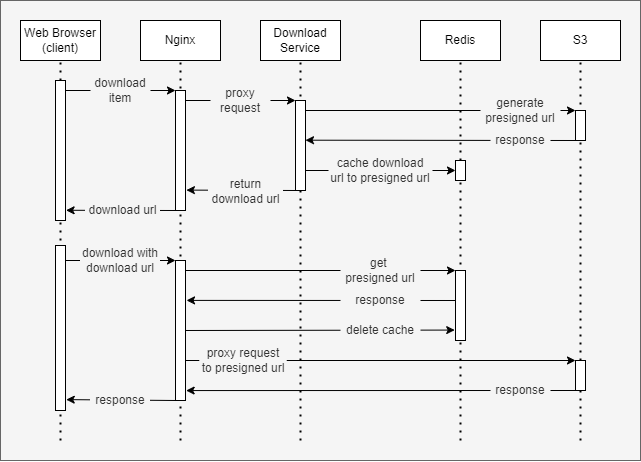 Web Browser
(client)
Nginx
Download
Service
Redis
S3
download
item
proxy
request
generate
presigned url
response
cache download
url to presigned url
return
download url
download url
download with
download url
get
presigned url
response
delete cache
proxy request
to presigned url
response
response